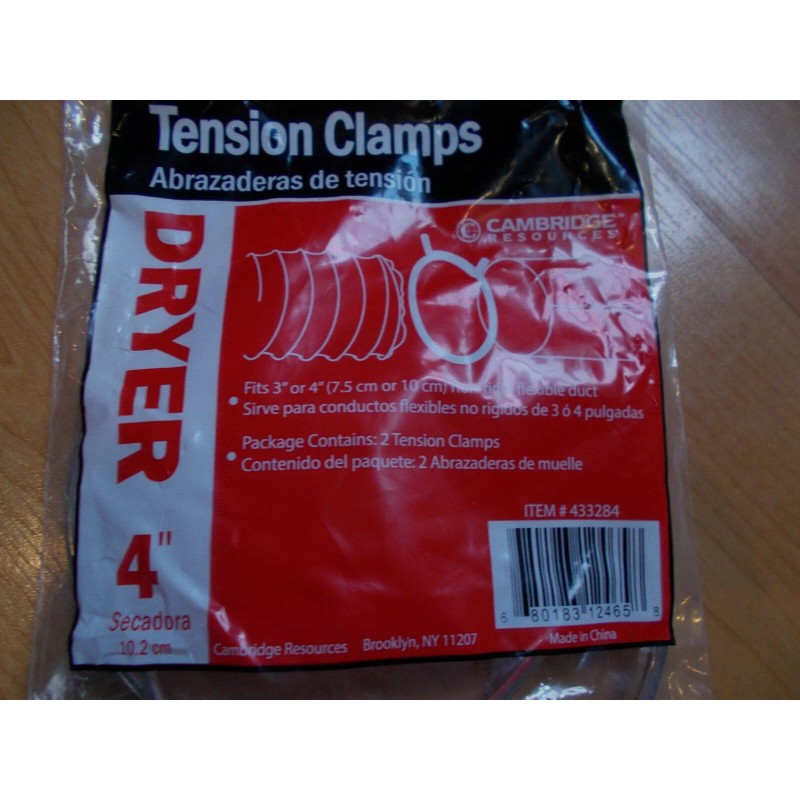 Tension Clamps
Abrazaderas de tensión
DRYER
4"
Secadora
10.2 cm
CAMBRIDGE™
RESOURCES
Fits 3" or 4" (7.5 cm or 10 cm) flexible duct
Sirve para conductos flexibles no rigidos de 3 ó 4 pulgadas
Package Contains: 2 Tension Clamps
Contenido del paquete: 2 Abrazaderas de muelle
ITEM # 433284
6 80183 12465 8
Cambridge Resources Brooklyn, NY 11207 Made in China